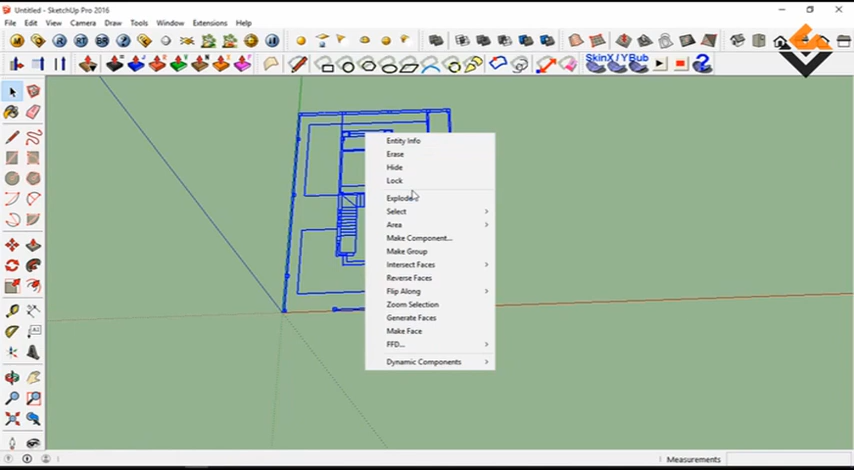 Untitled - SketchUp Pro 2016
File Edit View Camera Draw Tools Window Extensions Help
SkinX / YBub
Entity Info
Erase
Hide
Lock
Explode
Select
Area
Make Component...
Make Group
Intersect Faces
Reverse Faces
Flip Along
Zoom Selection
Generate Faces
Make Face
FFD...
Dynamic Components
Measurements